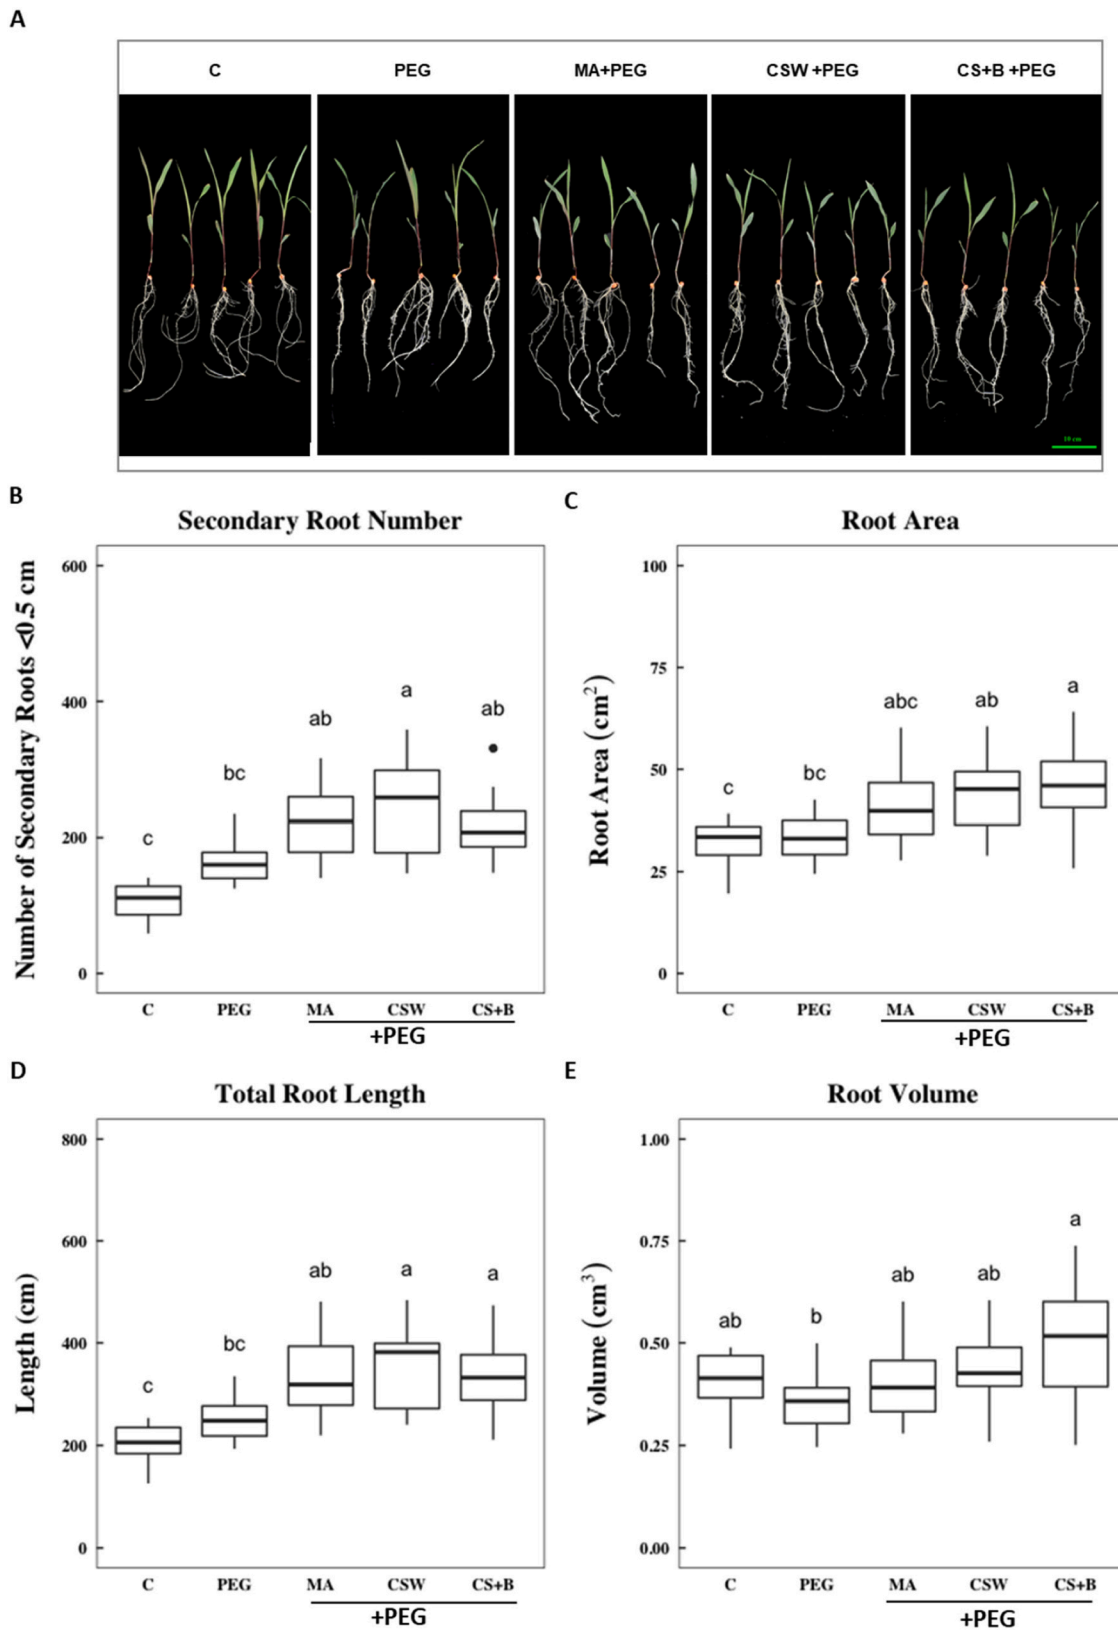 A
C PEG MA+PEG CSW +PEG CS+B +PEG
10 cm
B
Secondary Root Number
Number of Secondary Roots <0.5 cm
600
400
200
0
c
bc
ab
a
ab
C PEG MA CSW CS+B
+PEG
C
Root Area
Root Area (cm²)
100
75
50
25
0
c
bc
abc
ab
a
C PEG MA CSW CS+B
+PEG
D
Total Root Length
Length (cm)
800
600
400
200
0
c
bc
ab
a
a
C PEG MA CSW CS+B
+PEG
E
Root Volume
Volume (cm³)
1.00
0.75
0.50
0.25
0.00
ab
b
ab
ab
a
C PEG MA CSW CS+B
+PEG